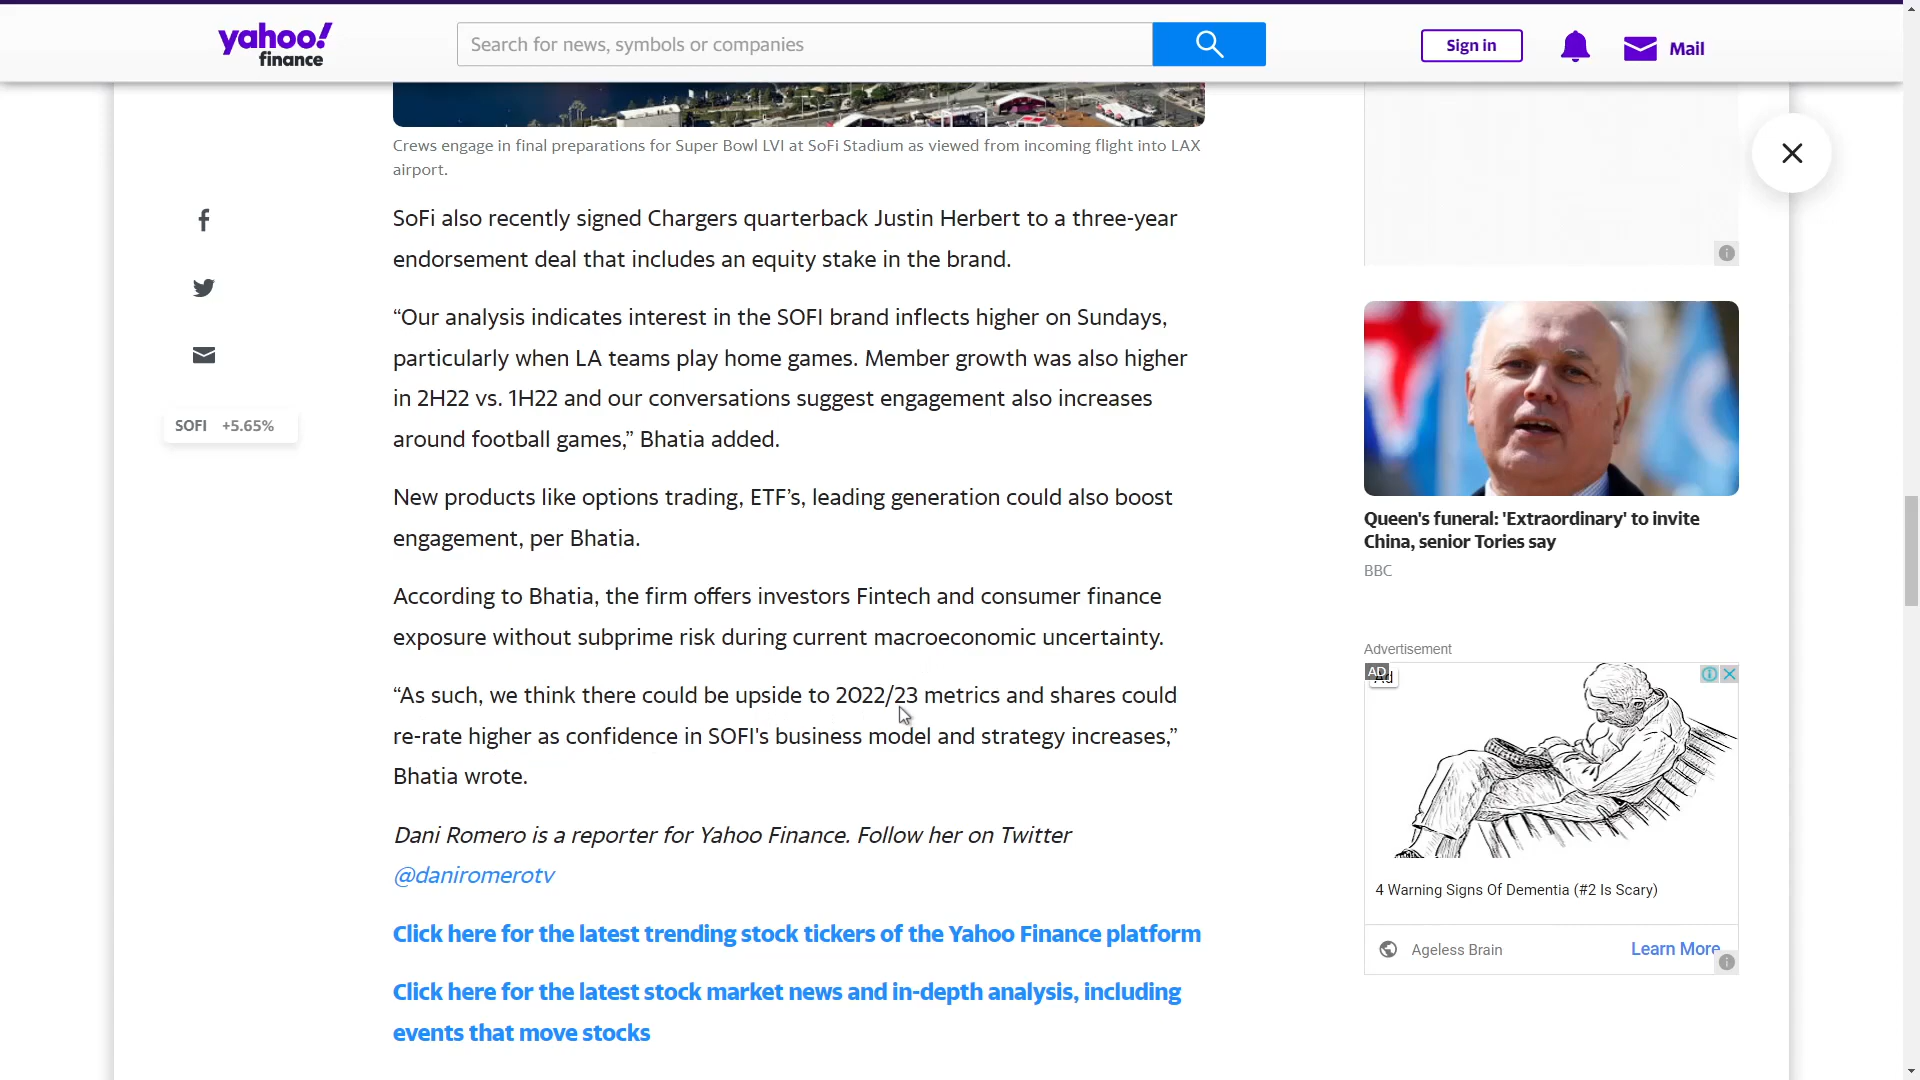 yahoo!
finance
Search for news, symbols or companies
Sign in
Mail
Crews engage in final preparations for Super Bowl LVI at SoFi Stadium as viewed from incoming flight into LAX
airport.
SoFi also recently signed Chargers quarterback Justin Herbert to a three-year
endorsement deal that includes an equity stake in the brand.
“Our analysis indicates interest in the SOFI brand inflects higher on Sundays,
particularly when LA teams play home games. Member growth was also higher
in 2H22 vs. 1H22 and our conversations suggest engagement also increases
around football games,” Bhatia added.
SOFI +5.65%
New products like options trading, ETF’s, leading generation could also boost
engagement, per Bhatia.
According to Bhatia, the firm offers investors Fintech and consumer finance
exposure without subprime risk during current macroeconomic uncertainty.
“As such, we think there could be upside to 2022/23 metrics and shares could
re-rate higher as confidence in SOFI's business model and strategy increases,”
Bhatia wrote.
Dani Romero is a reporter for Yahoo Finance. Follow her on Twitter
@daniromerotv
Click here for the latest trending stock tickers of the Yahoo Finance platform
Click here for the latest stock market news and in-depth analysis, including
events that move stocks
Queen's funeral: 'Extraordinary' to invite
China, senior Tories say
BBC
Advertisement
AD
Ad
4 Warning Signs Of Dementia (#2 Is Scary)
Ageless Brain
Learn More